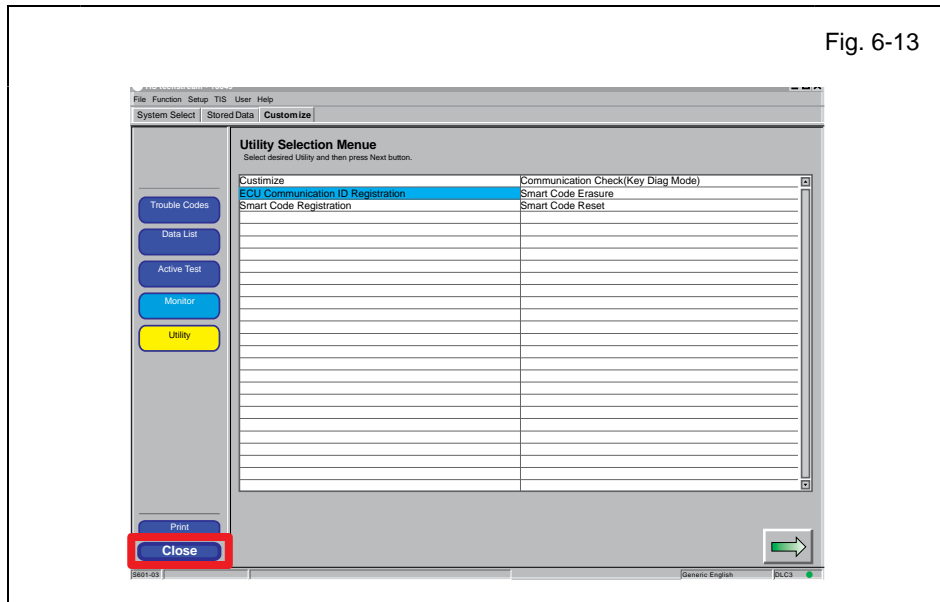 Fig. 6-13
File Function Setup TIS User Help
System Select Stored Data Customize
Utility Selection Menue
Select desired Utility and then press Next button.
Custimize Communication Check(Key Diag Mode)
ECU Communication ID Registration Smart Code Erasure
Smart Code Registration Smart Code Reset
Trouble Codes
Data List
Active Test
Monitor
Utility
Print
Close
S601-03 Generic English DLC3